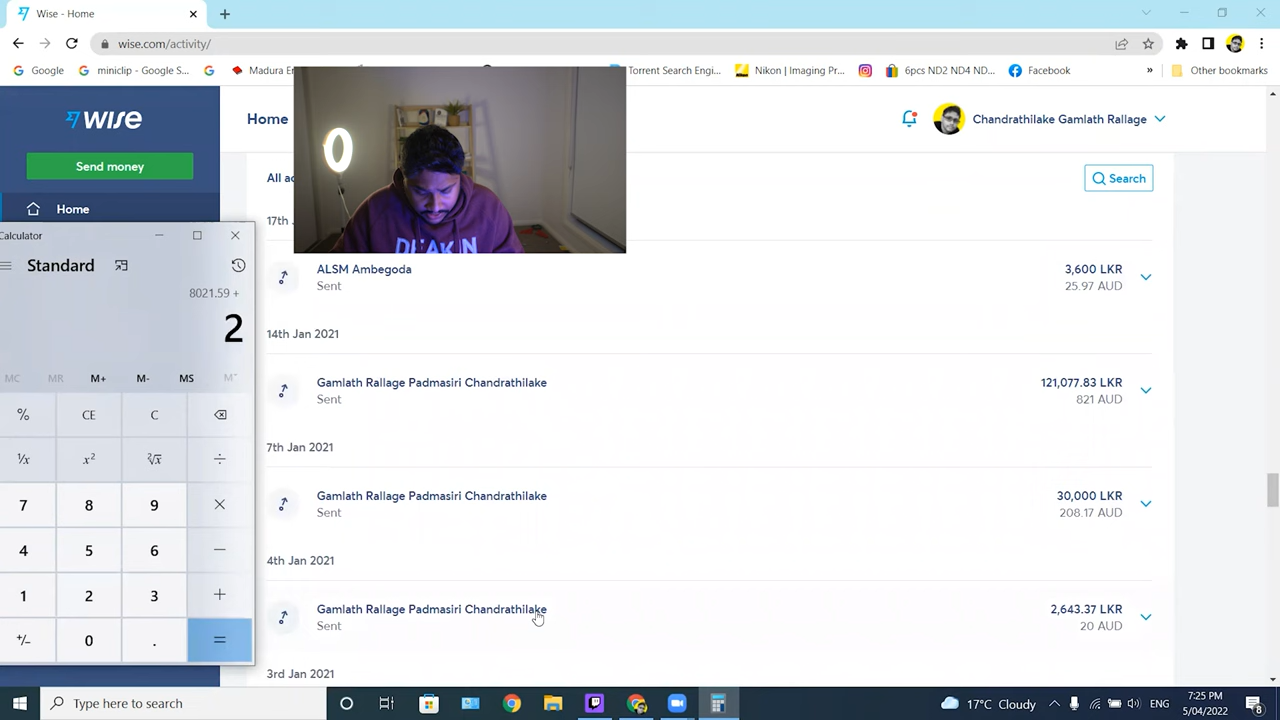 Wise - Home
wise.com/activity/
Google
miniclip - Google S...
Madura En
Torrent Search Engi...
Nikon | Imaging Pr...
6pcs ND2 ND4 ND...
Facebook
»
Other bookmarks
WISE
Send money
Home
Home
Chandrathilake Gamlath Rallage
All ac
Search
17th
ALSM Ambegoda
3,600 LKR
Sent
25.97 AUD
14th Jan 2021
Gamlath Rallage Padmasiri Chandrathilake
121,077.83 LKR
Sent
821 AUD
7th Jan 2021
Gamlath Rallage Padmasiri Chandrathilake
30,000 LKR
Sent
208.17 AUD
4th Jan 2021
Gamlath Rallage Padmasiri Chandrathilake
2,643.37 LKR
Sent
20 AUD
3rd Jan 2021
Calculator
Standard
8021.59 +
2
MC MR M+ M- MS M˅
% CE C
¹/x x² ²√x ÷
7 8 9 ×
4 5 6 −
1 2 3 +
+/- 0 . =
DEAKIN
Type here to search
17°C Cloudy
ENG
7:25 PM
5/04/2022
8